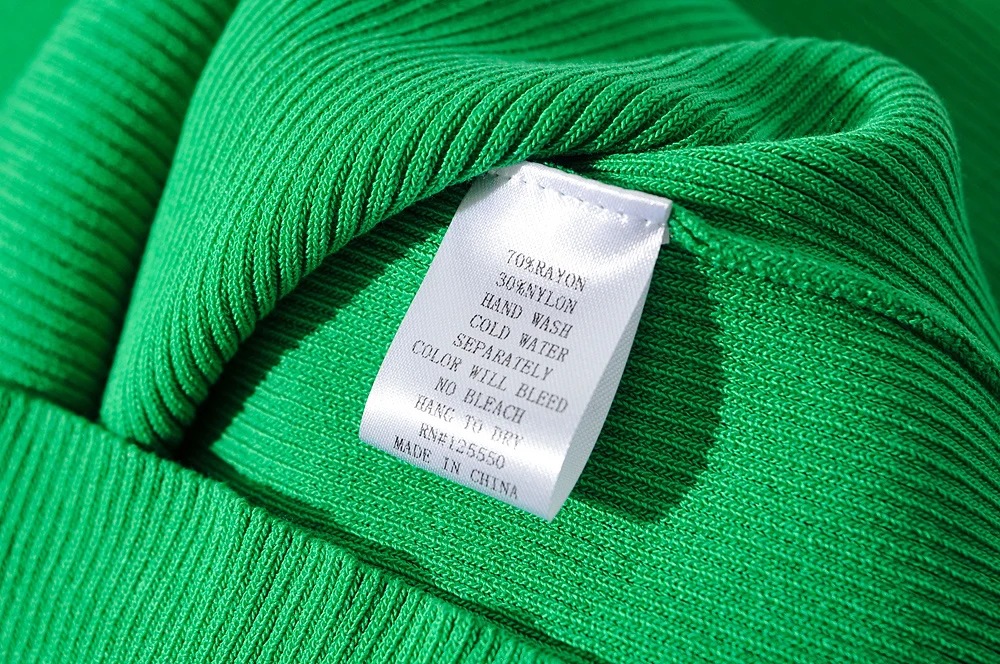 70%RAYON
30%NYLON
HAND WASH
COLD WATER
SEPARATELY
COLOR WILL BLEED
NO BLEACH
HANG TO DRY
RN#125550
MADE IN CHINA